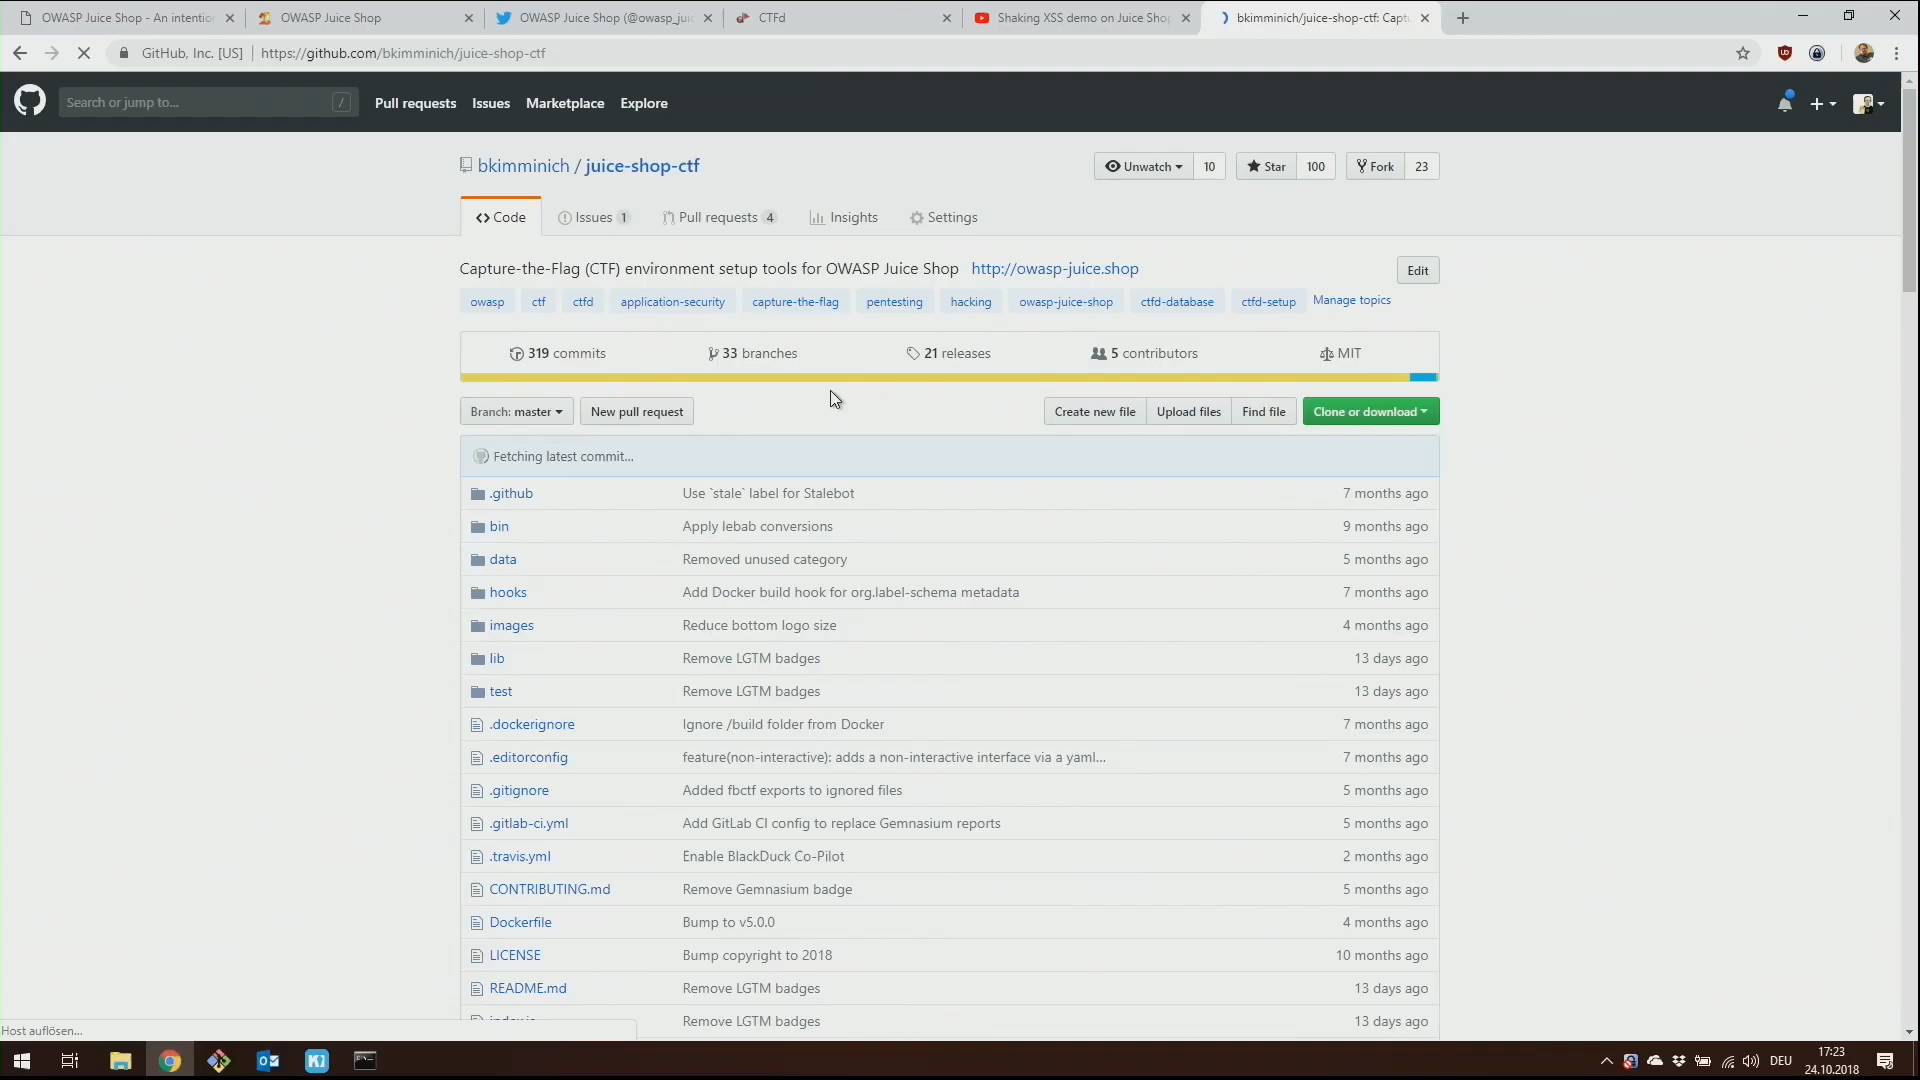 OWASP Juice Shop - An intentio
OWASP Juice Shop
OWASP Juice Shop (@owasp_jui
CTFd
Shaking XSS demo on Juice Shop
bkimminich/juice-shop-ctf: Capt
GitHub, Inc. [US] https://github.com/bkimminich/juice-shop-ctf
Search or jump to... /
Pull requests Issues Marketplace Explore
bkimminich / juice-shop-ctf
Unwatch 10
Star 100
Fork 23
Code
Issues 1
Pull requests 4
Insights
Settings
Capture-the-Flag (CTF) environment setup tools for OWASP Juice Shop http://owasp-juice.shop
Edit
owasp ctf ctfd application-security capture-the-flag pentesting hacking owasp-juice-shop ctfd-database ctfd-setup Manage topics
319 commits 33 branches 21 releases 5 contributors MIT
Branch: master New pull request Create new file Upload files Find file Clone or download
Fetching latest commit...
.github Use `stale` label for Stalebot 7 months ago
bin Apply lebab conversions 9 months ago
data Removed unused category 5 months ago
hooks Add Docker build hook for org.label-schema metadata 7 months ago
images Reduce bottom logo size 4 months ago
lib Remove LGTM badges 13 days ago
test Remove LGTM badges 13 days ago
.dockerignore Ignore /build folder from Docker 7 months ago
.editorconfig feature(non-interactive): adds a non-interactive interface via a yaml... 7 months ago
.gitignore Added fbctf exports to ignored files 5 months ago
.gitlab-ci.yml Add GitLab CI config to replace Gemnasium reports 5 months ago
.travis.yml Enable BlackDuck Co-Pilot 2 months ago
CONTRIBUTING.md Remove Gemnasium badge 5 months ago
Dockerfile Bump to v5.0.0 4 months ago
LICENSE Bump copyright to 2018 10 months ago
README.md Remove LGTM badges 13 days ago
Remove LGTM badges 13 days ago
Host auflösen...
DEU
17:23
24.10.2018